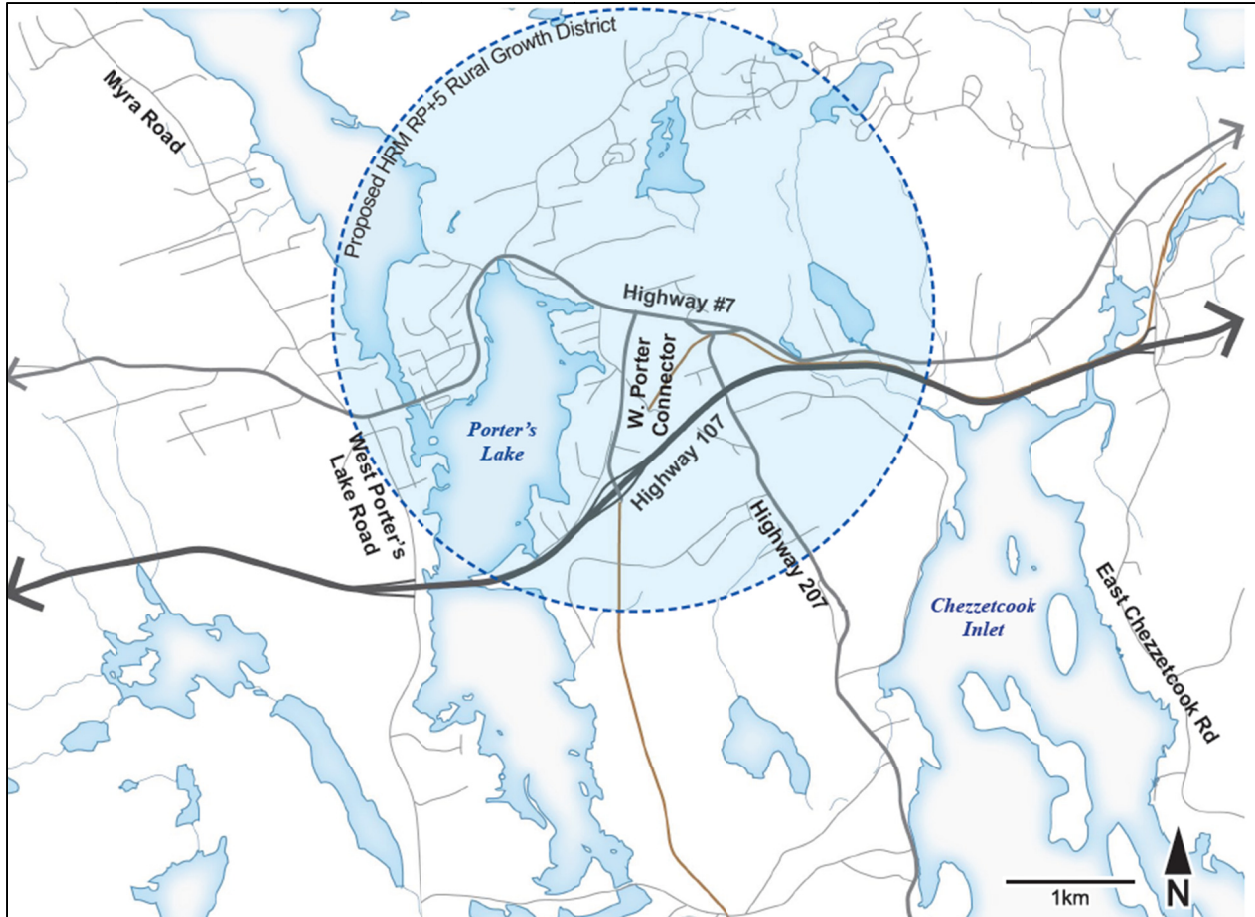 Proposed HRM RP+5 Rural Growth District
Myra Road
Highway #7
W. Porter
Connector
Porter's
Lake
Highway 107
West Porter's
Lake Road
Highway 207
Chezzetcook
Inlet
East Chezzetcook Rd
1km
N